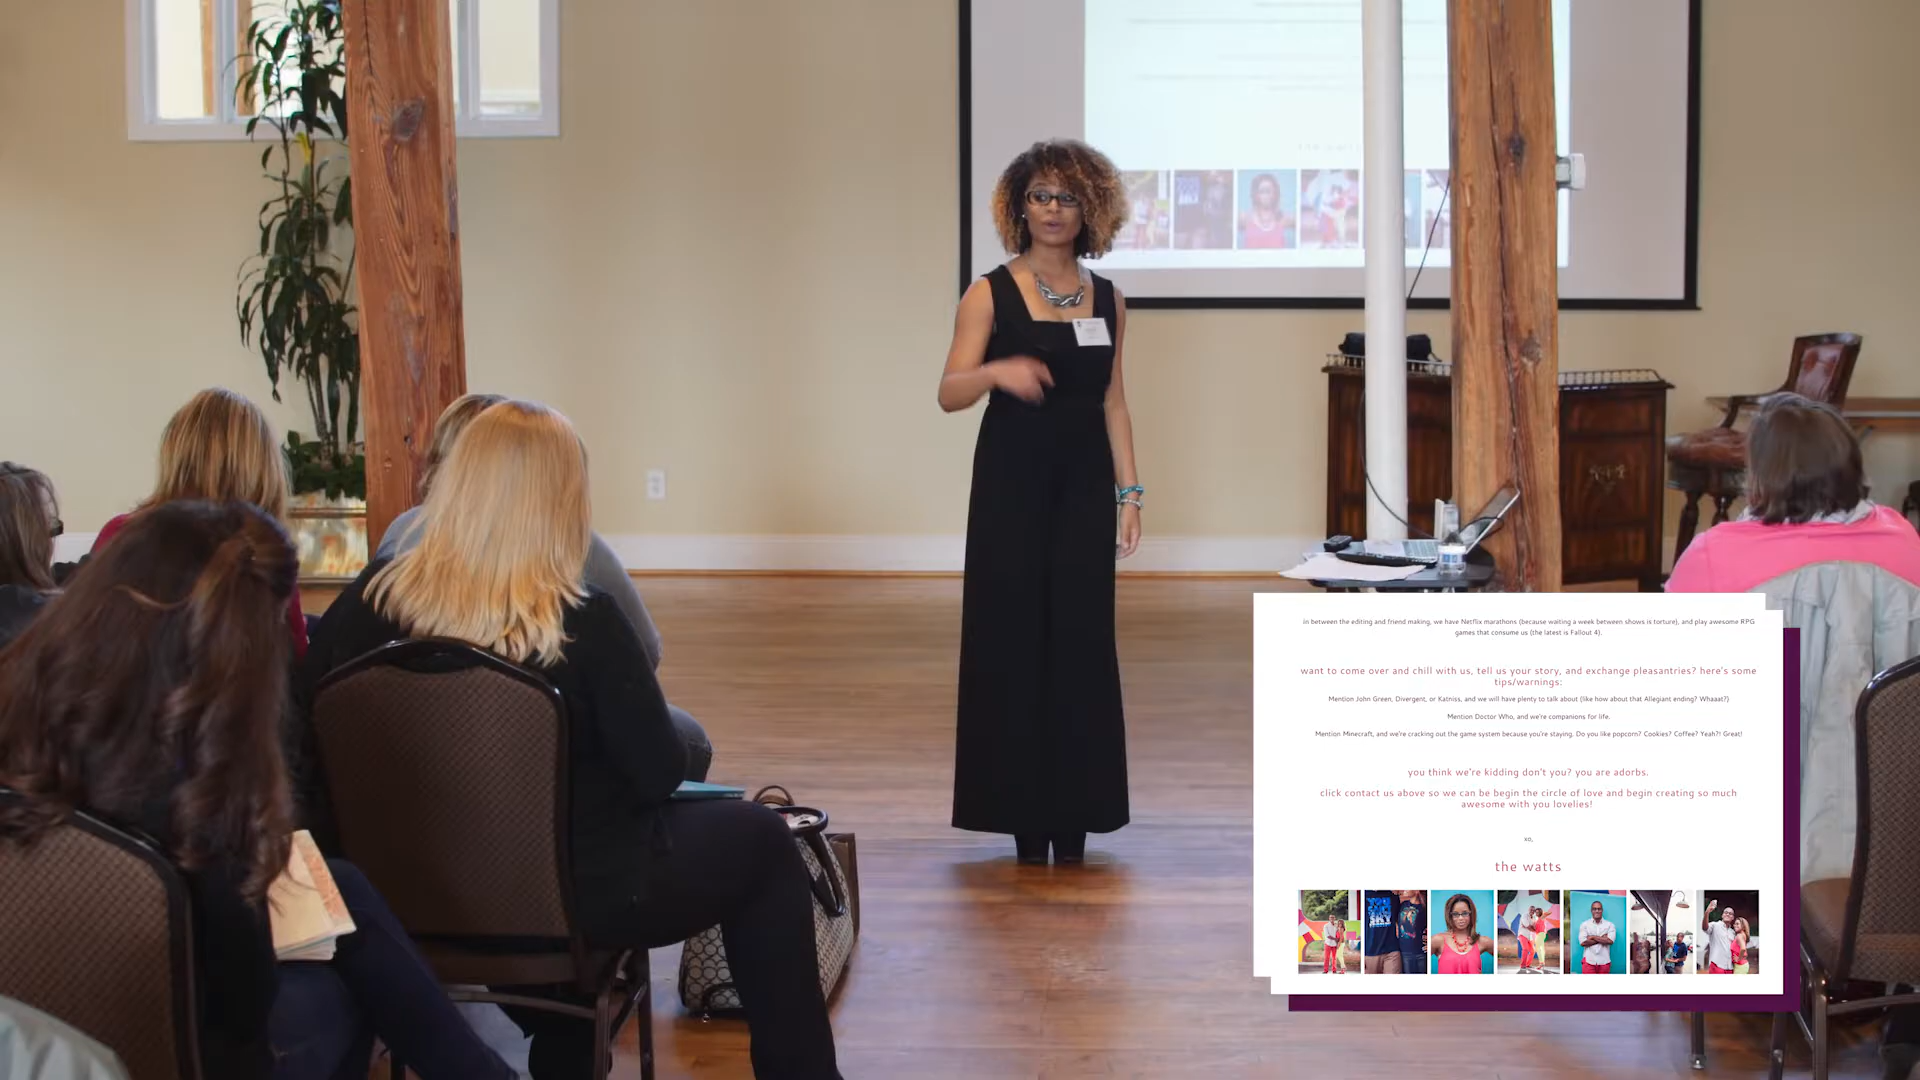 In between the editing and friend making, we have Netflix marathons (because waiting a week between shows is torture), and play awesome RPG
games that consume us (the latest is Fallout 4).
want to come over and chill with us, tell us your story, and exchange pleasantries? here's some
tips/warnings:
Mention John Green, Divergent, or Katniss, and we will have plenty to talk about (like how about that Allegiant ending? Whaaat?)
Mention Doctor Who, and we're companions for life.
Mention Minecraft, and we're cracking out the game system because you're staying. Do you like popcorn? Cookies? Coffee? Yeah?! Great!
you think we're kidding don't you? you are adorbs.
click contact us above so we can be begin the circle of love and begin creating so much
awesome with you lovelies!
xo,
the watts